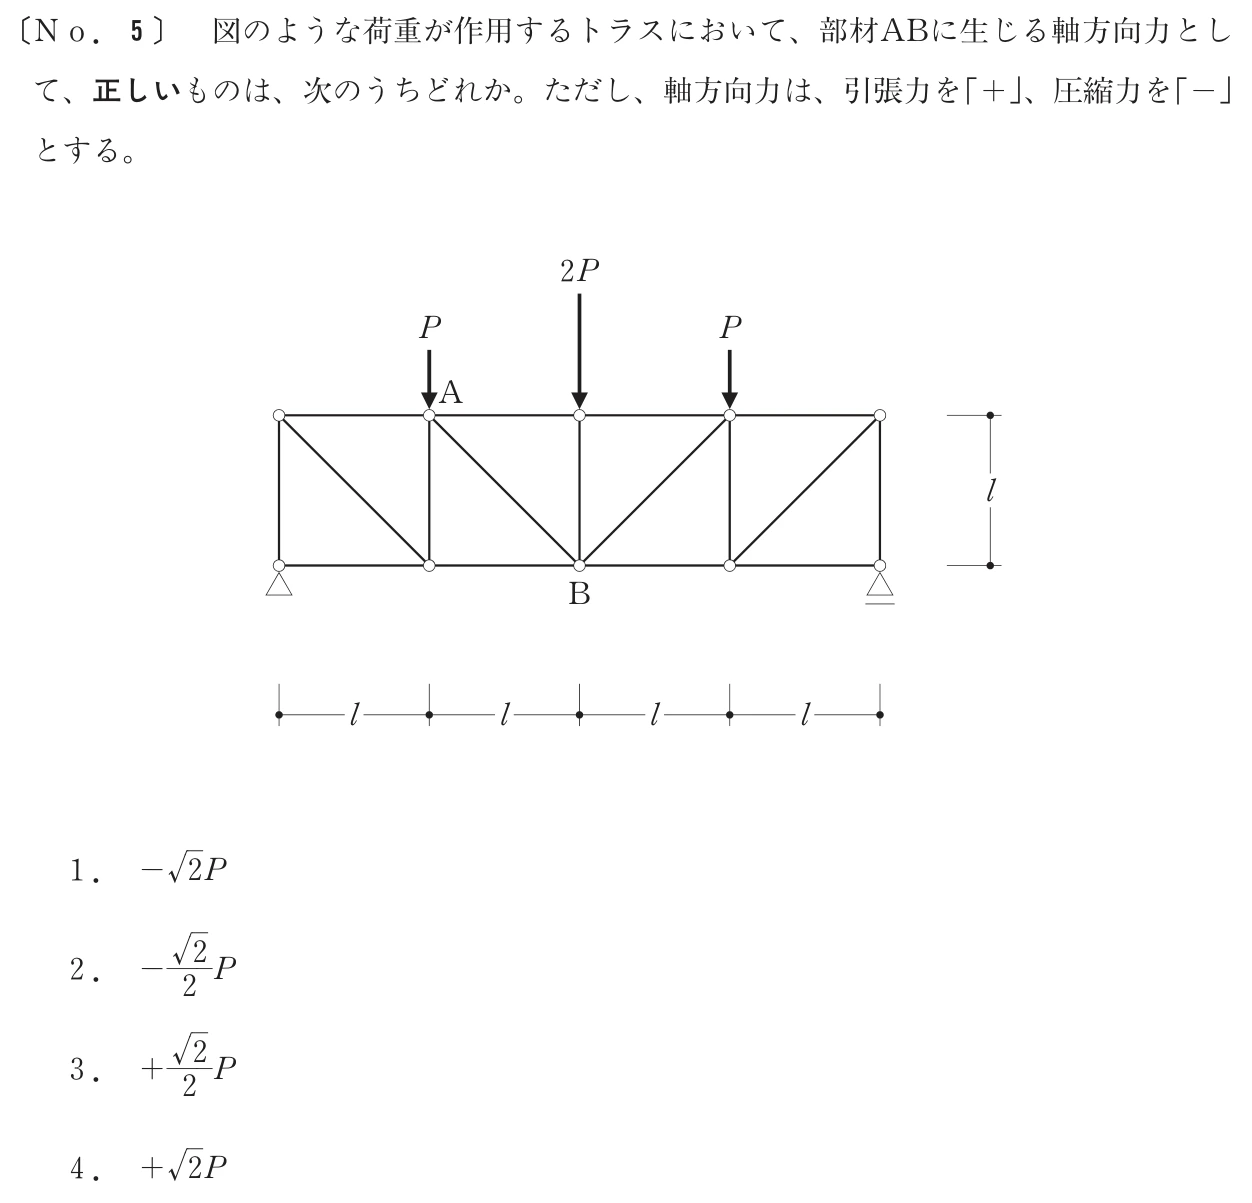 〔No. 5〕　図のような荷重が作用するトラスにおいて、部材ABに生じる軸方向力とし
て、正しいものは、次のうちどれか。ただし、軸方向力は、引張力を「＋」、圧縮力を「－」
とする。
2P
P
P
A
l
B
l
l
l
l
1.　−√2P
2.　−√2/2 P
3.　+√2/2 P
4.　+√2P